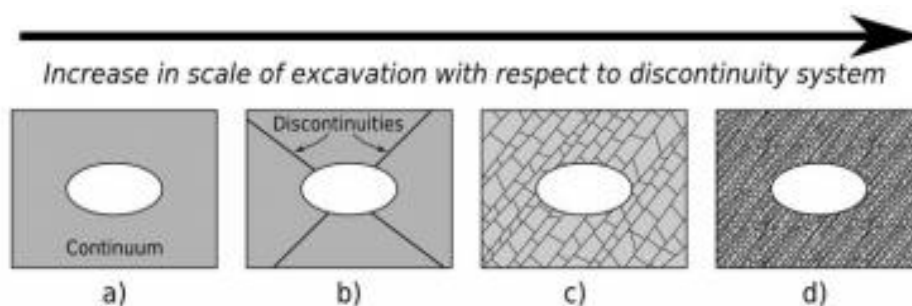 Increase in scale of excavation with respect to discontinuity system
Discontinuities
Continuum
a) b) c) d)